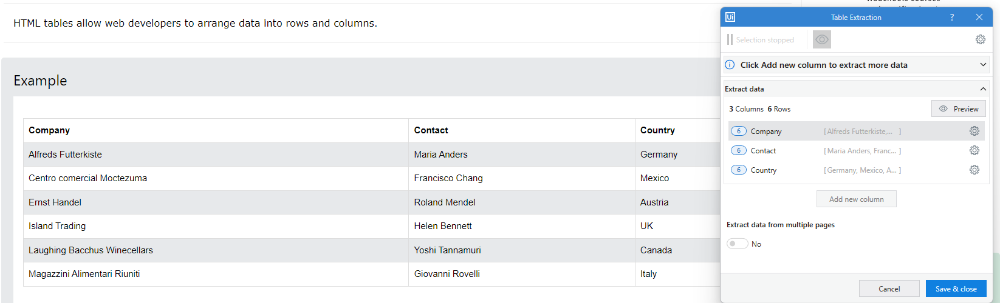 HTML tables allow web developers to arrange data into rows and columns.
Example
Company Contact Country
Alfreds Futterkiste Maria Anders Germany
Centro comercial Moctezuma Francisco Chang Mexico
Ernst Handel Roland Mendel Austria
Island Trading Helen Bennett UK
Laughing Bacchus Winecellars Yoshi Tannamuri Canada
Magazzini Alimentari Riuniti Giovanni Rovelli Italy
Ui Table Extraction ?
Selection stopped
Click Add new column to extract more data
Extract data
3 Columns 6 Rows Preview
6 Company [ Alfreds Futterkiste,... ]
6 Contact [ Maria Anders, Franc... ]
6 Country [ Germany, Mexico, A... ]
Add new column
Extract data from multiple pages
No
Cancel Save & close